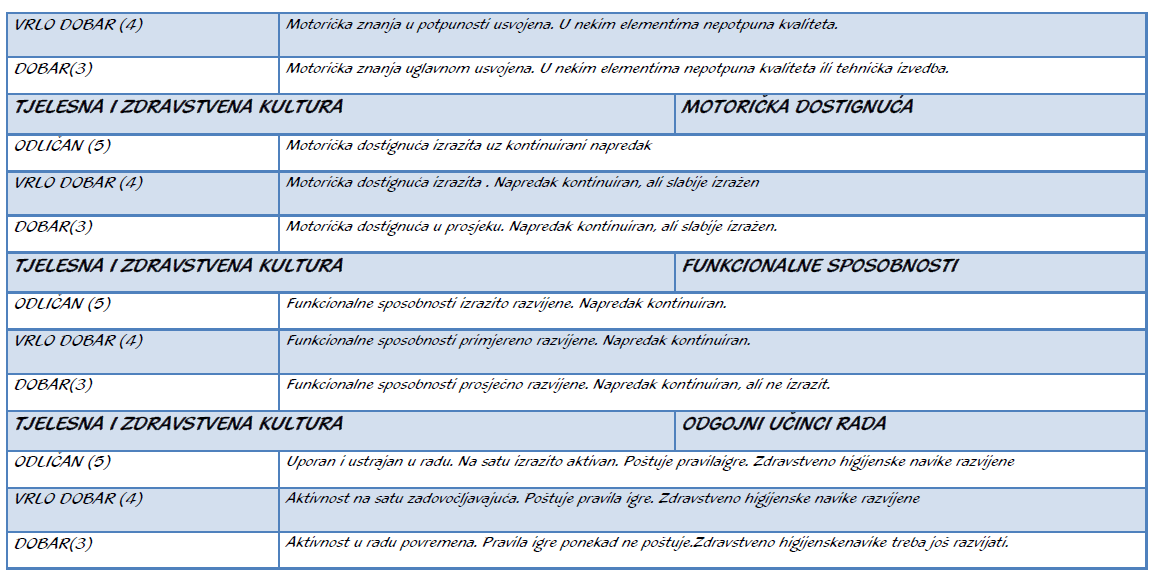 VRLO DOBAR (4) Motorička znanja u potpunosti usvojena. U nekim elementima nepotpuna kvaliteta.
DOBAR(3) Motorička znanja uglavnom usvojena. U nekim elementima nepotpuna kvaliteta ili tehnička izvedba.
TJELESNA I ZDRAVSTVENA KULTURA MOTORIČKA DOSTIGNUĆA
ODLIČAN (5) Motorička dostignuća izrazita uz kontinuirani napredak
VRLO DOBAR (4) Motorička dostignuća izrazita . Napredak kontinuiran, ali slabije izražen
DOBAR(3) Motorička dostignuća u prosjeku. Napredak kontinuiran, ali slabije izražen.
TJELESNA I ZDRAVSTVENA KULTURA FUNKCIONALNE SPOSOBNOSTI
ODLIČAN (5) Funkcionalne sposobnosti izrazito razvijene. Napredak kontinuiran.
VRLO DOBAR (4) Funkcionalne sposobnosti primjereno razvijene. Napredak kontinuiran.
DOBAR(3) Funkcionalne sposobnosti prosječno razvijene. Napredak kontinuiran, ali ne izrazit.
TJELESNA I ZDRAVSTVENA KULTURA ODGOJNI UČINCI RADA
ODLIČAN (5) Uporan i ustrajan u radu. Na satu izrazito aktivan. Poštuje pravilaigre. Zdravstveno higijenske navike razvijene
VRLO DOBAR (4) Aktivnost na satu zadovočljavajuća. Poštuje pravila igre. Zdravstveno higijenske navike razvijene
DOBAR(3) Aktivnost u radu povremena. Pravila igre ponekad ne poštuje.Zdravstveno higijenskenavike treba još razvijati.